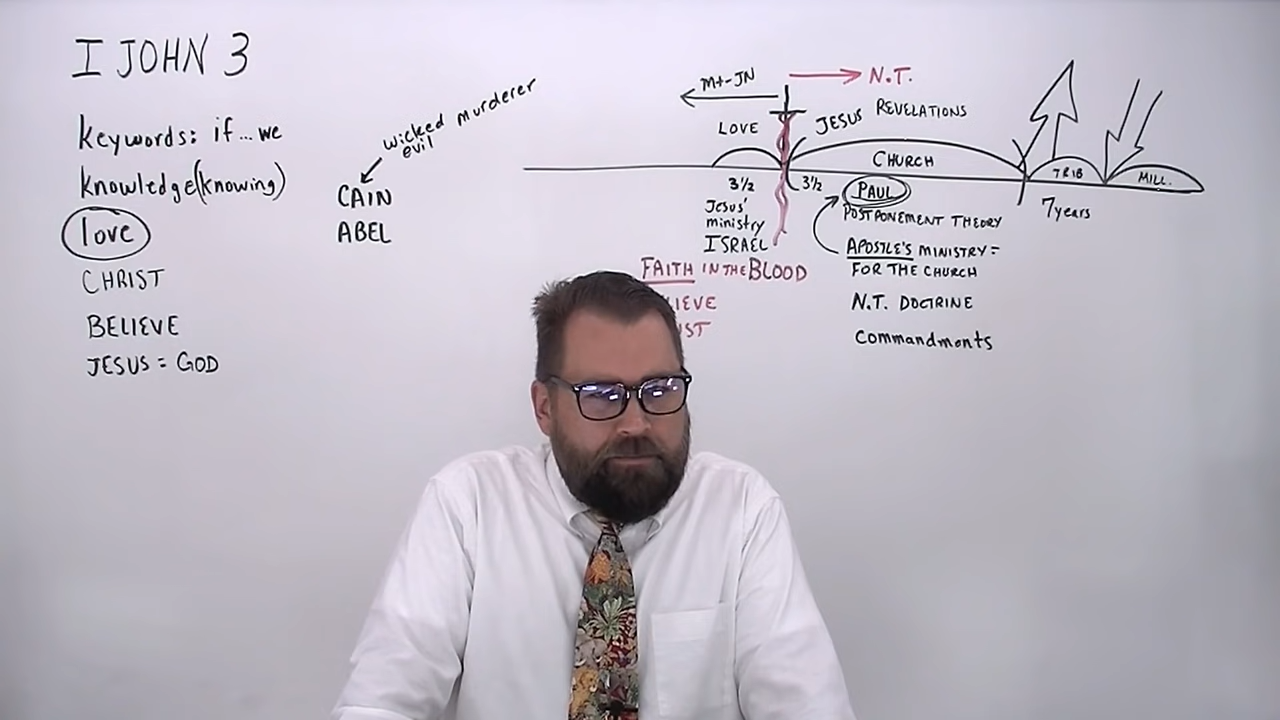 I JOHN 3
Keywords: if...we
Knowledge(knowing)
love
CHRIST
BELIEVE
JESUS = GOD
wicked murderer
evil
CAIN
ABEL
Mt-JN
N.T.
LOVE
JESUS REVELATIONS
CHURCH
TRIB
MILL.
3½
3½
PAUL
7years
Jesus'
ministry
ISRAEL
POSTPONEMENT THEORY
APOSTLE'S MINISTRY =
FOR THE CHURCH
N.T. DOCTRINE
Commandments
FAITH IN THE BLOOD